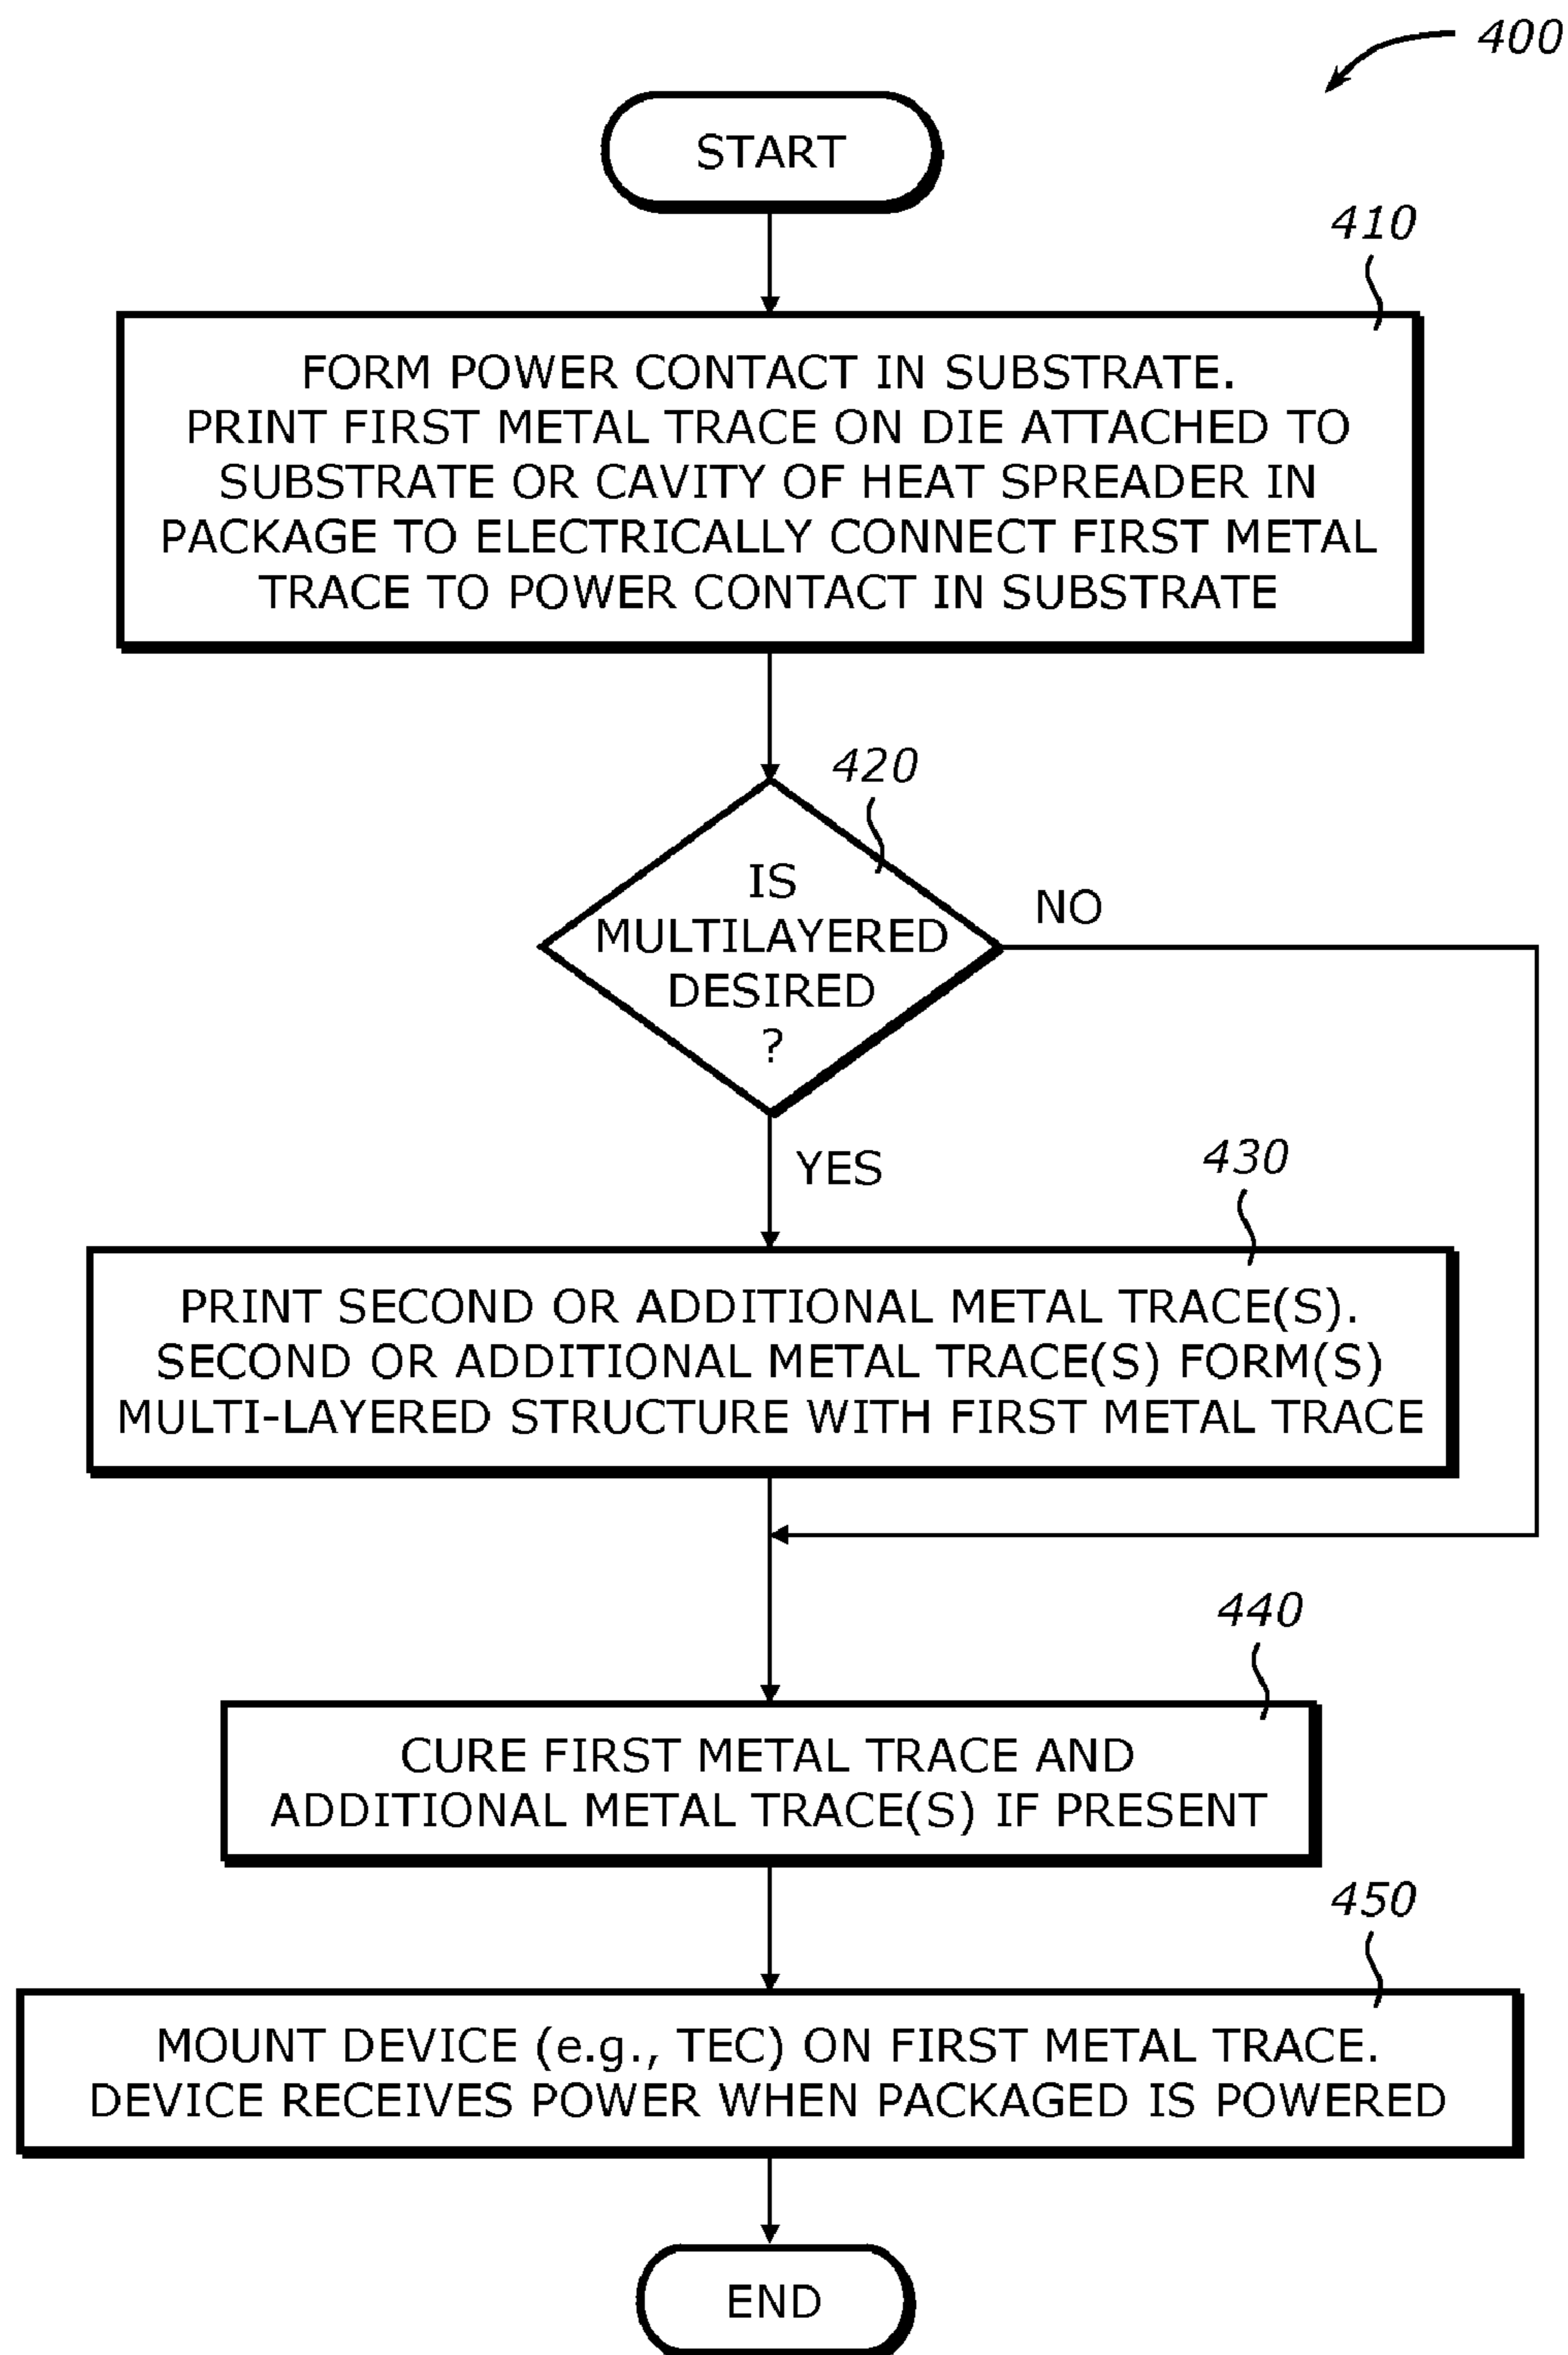 400
START
410
FORM POWER CONTACT IN SUBSTRATE.
PRINT FIRST METAL TRACE ON DIE ATTACHED TO
SUBSTRATE OR CAVITY OF HEAT SPREADER IN
PACKAGE TO ELECTRICALLY CONNECT FIRST METAL
TRACE TO POWER CONTACT IN SUBSTRATE
420
IS
MULTILAYERED
DESIRED
?
NO
YES
430
PRINT SECOND OR ADDITIONAL METAL TRACE(S).
SECOND OR ADDITIONAL METAL TRACE(S) FORM(S)
MULTI-LAYERED STRUCTURE WITH FIRST METAL TRACE
440
CURE FIRST METAL TRACE AND
ADDITIONAL METAL TRACE(S) IF PRESENT
450
MOUNT DEVICE (e.g., TEC) ON FIRST METAL TRACE.
DEVICE RECEIVES POWER WHEN PACKAGED IS POWERED
END